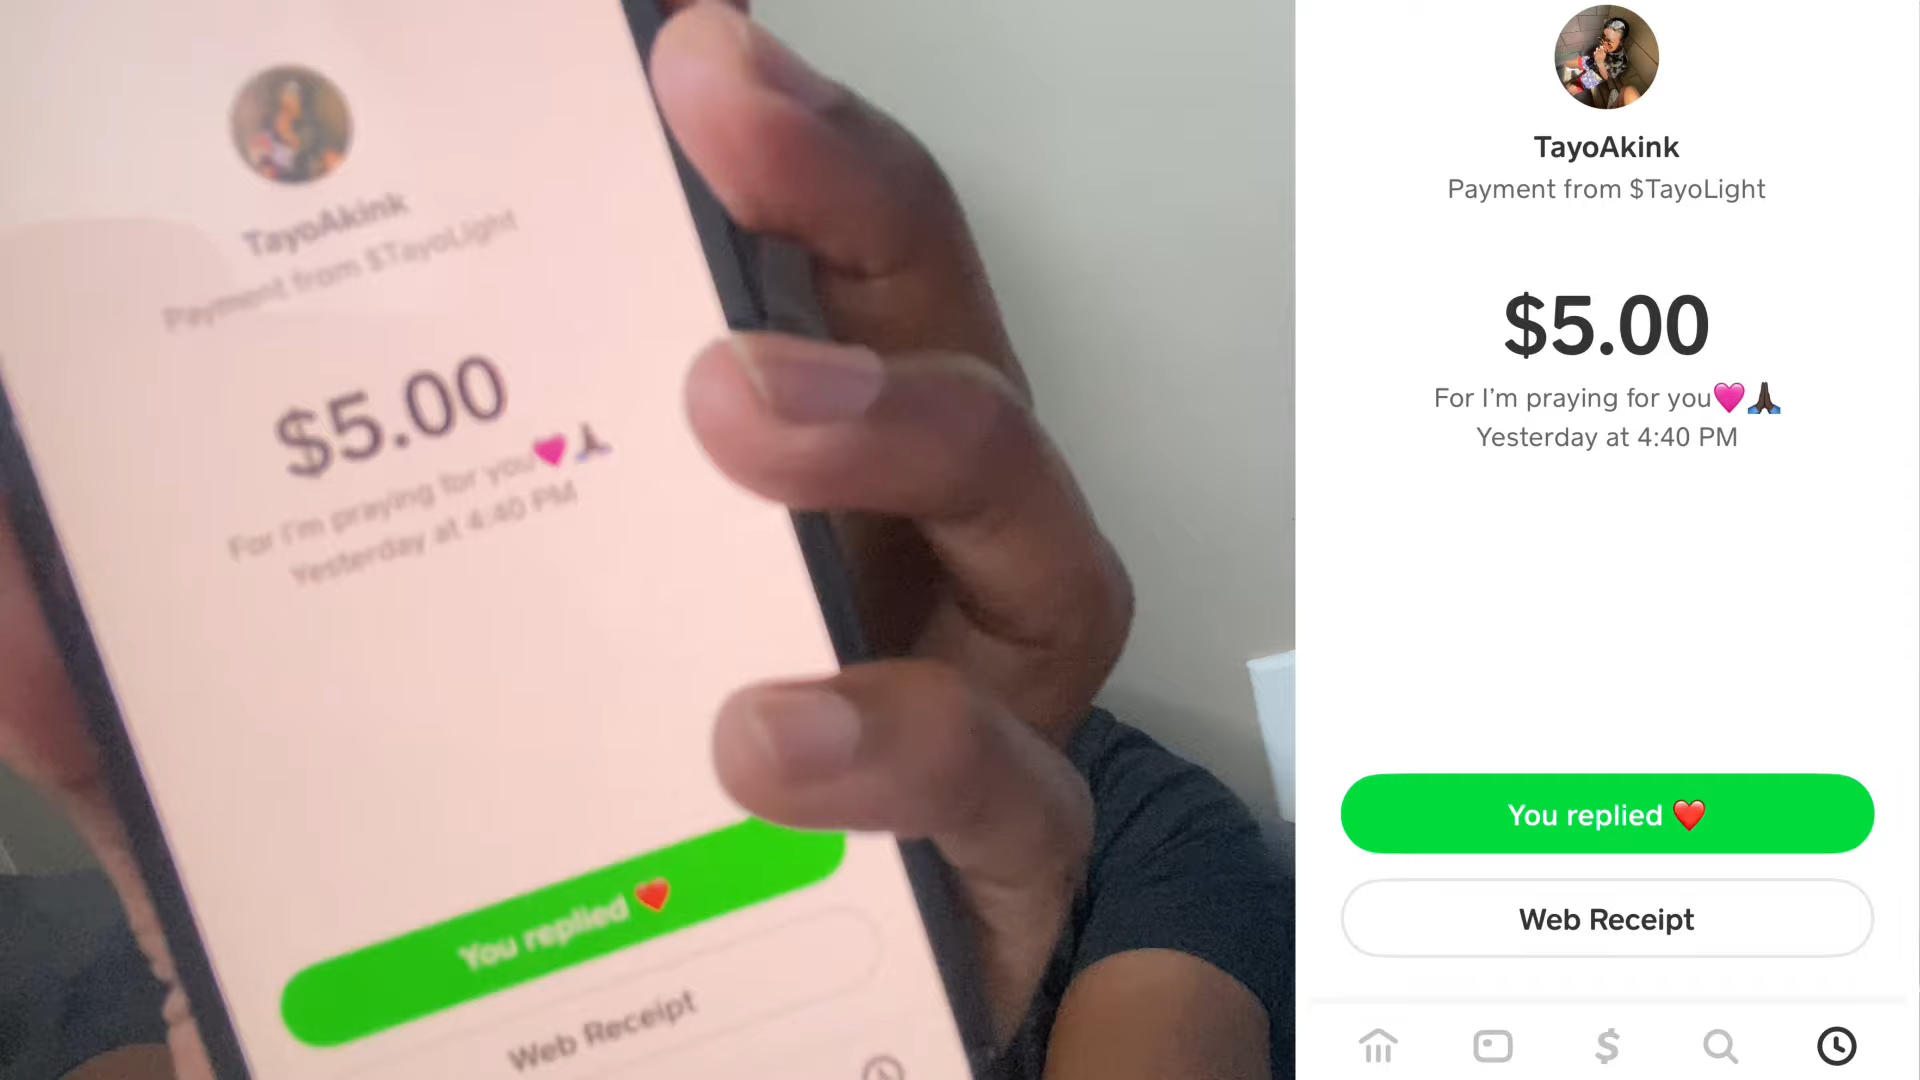 TayoAkink
Payment from $TayoLight
$5.00
For I'm praying for you🩷🙏🏿
Yesterday at 4:40 PM
You replied ❤️
Web Receipt
TayoAkink
Payment from $TayoLight
$5.00
For I’m praying for you🩷🙏🏿
Yesterday at 4:40 PM
You replied ❤️
Web Receipt